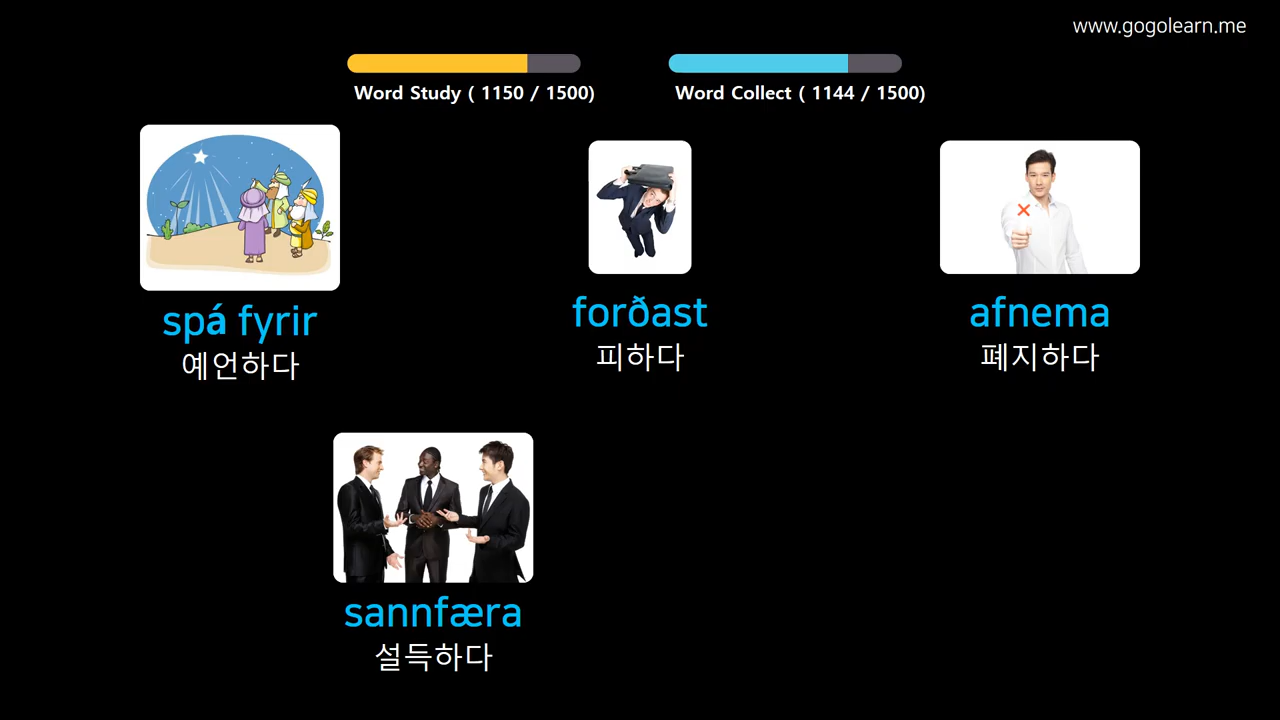 www.gogolearn.me
Word Study ( 1150 / 1500)
Word Collect ( 1144 / 1500)
spá fyrir
예언하다
forðast
피하다
afnema
폐지하다
sannfæra
설득하다